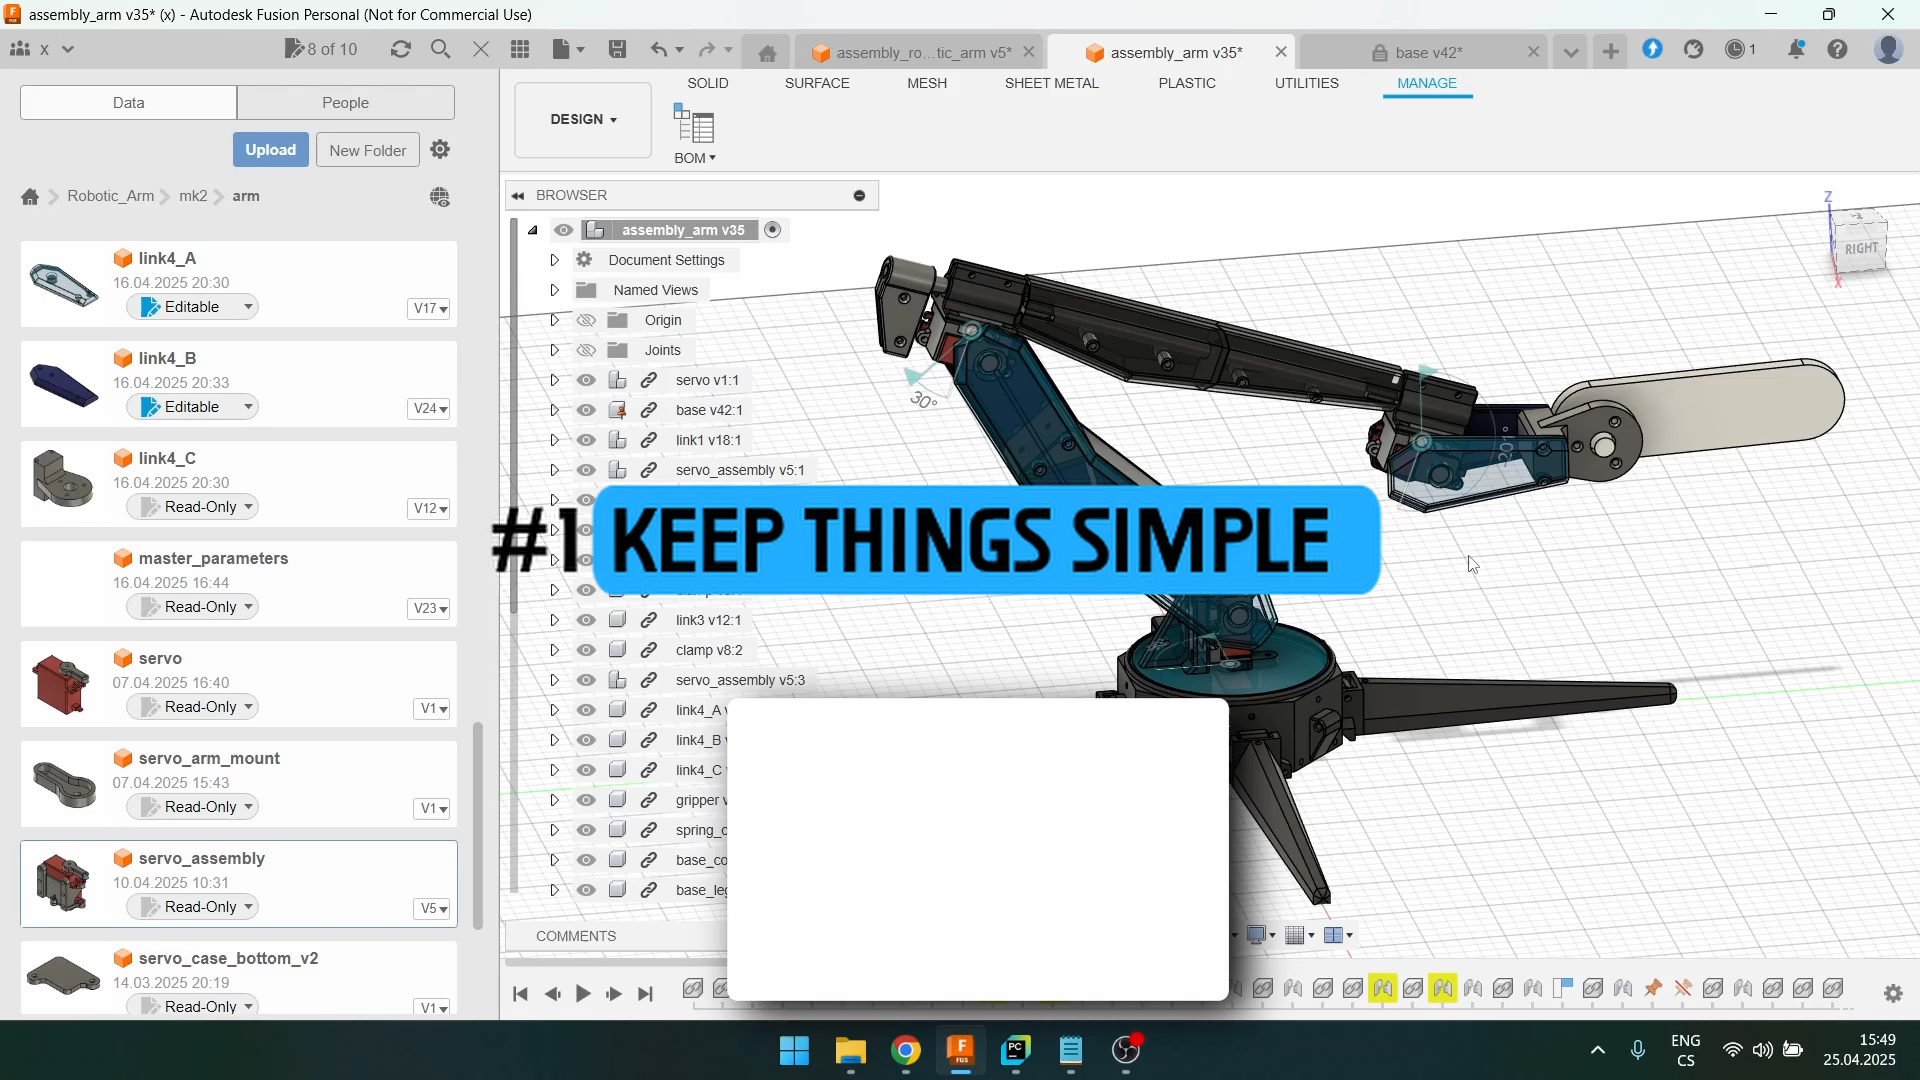 assembly_arm v35* (x) - Autodesk Fusion Personal (Not for Commercial Use)
x
8 of 10
assembly_ro...tic_arm v5*
assembly_arm v35*
base v42*
1
Data
People
Upload
New Folder
Robotic_Arm
mk2
arm
DESIGN
SOLID
SURFACE
MESH
SHEET METAL
PLASTIC
UTILITIES
MANAGE
BOM
BROWSER
assembly_arm v35
Document Settings
Named Views
Origin
Joints
servo v1:1
base v42:1
link1 v18:1
servo_assembly v5:1
link3 v12:1
clamp v8:2
servo_assembly v5:3
link4_A v
link4_B
link4_C
gripper v
spring_c
base_co
base_leg
COMMENTS
link4_A
16.04.2025 20:30
Editable
V17
link4_B
16.04.2025 20:33
Editable
V24
link4_C
16.04.2025 20:30
Read-Only
V12
master_parameters
16.04.2025 16:44
Read-Only
V23
servo
07.04.2025 16:40
Read-Only
V1
servo_arm_mount
07.04.2025 15:43
Read-Only
V1
servo_assembly
10.04.2025 10:31
Read-Only
V5
servo_case_bottom_v2
14.03.2025 20:19
Read-Only
V1
Z
RIGHT
X
30°
#1 KEEP THINGS SIMPLE
ENG
CS
15:49
25.04.2025